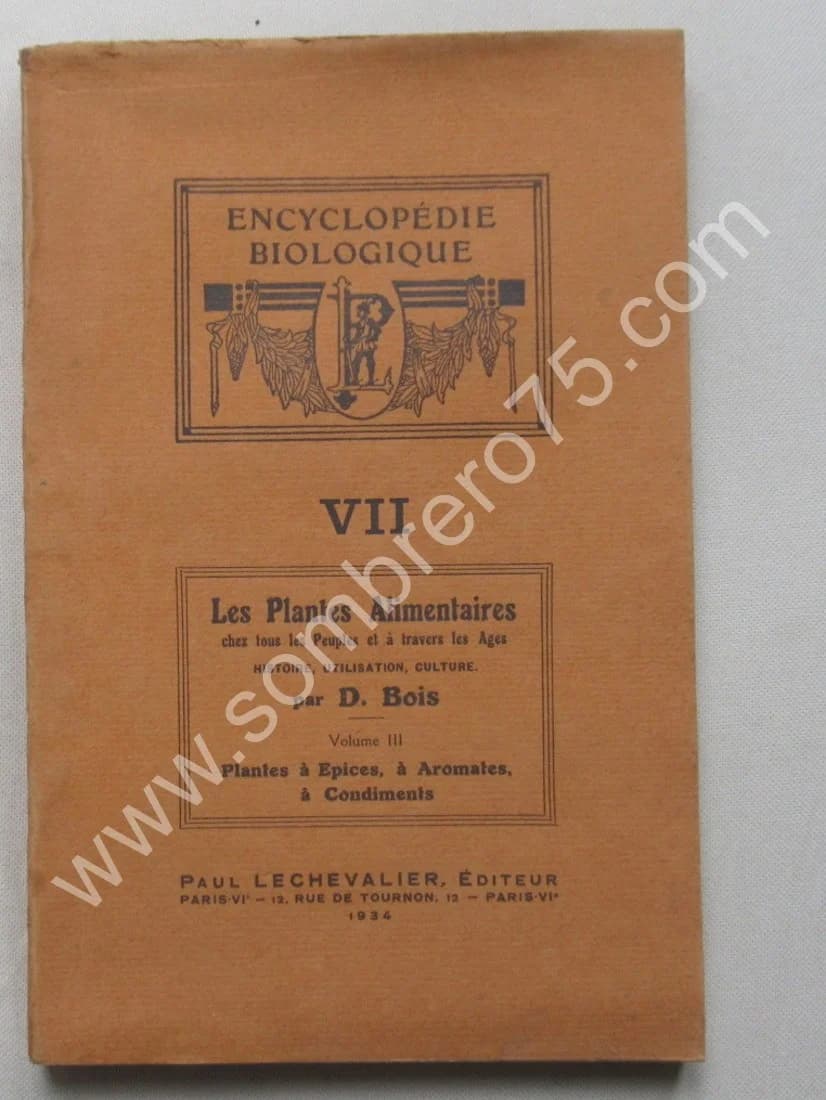 ENCYCLOPÉDIE
BIOLOGIQUE
PL
VII
Les Plantes Alimentaires
chez tous les Peuples et à travers les Ages
HISTOIRE, UTILISATION, CULTURE.
par D. Bois
Volume III
Plantes à Epices, à Aromates,
à Condiments
PAUL LECHEVALIER, ÉDITEUR
PARIS-VIᵉ — 12, RUE DE TOURNON, 12 — PARIS-VIᵉ
1934
www.sombrero75.com